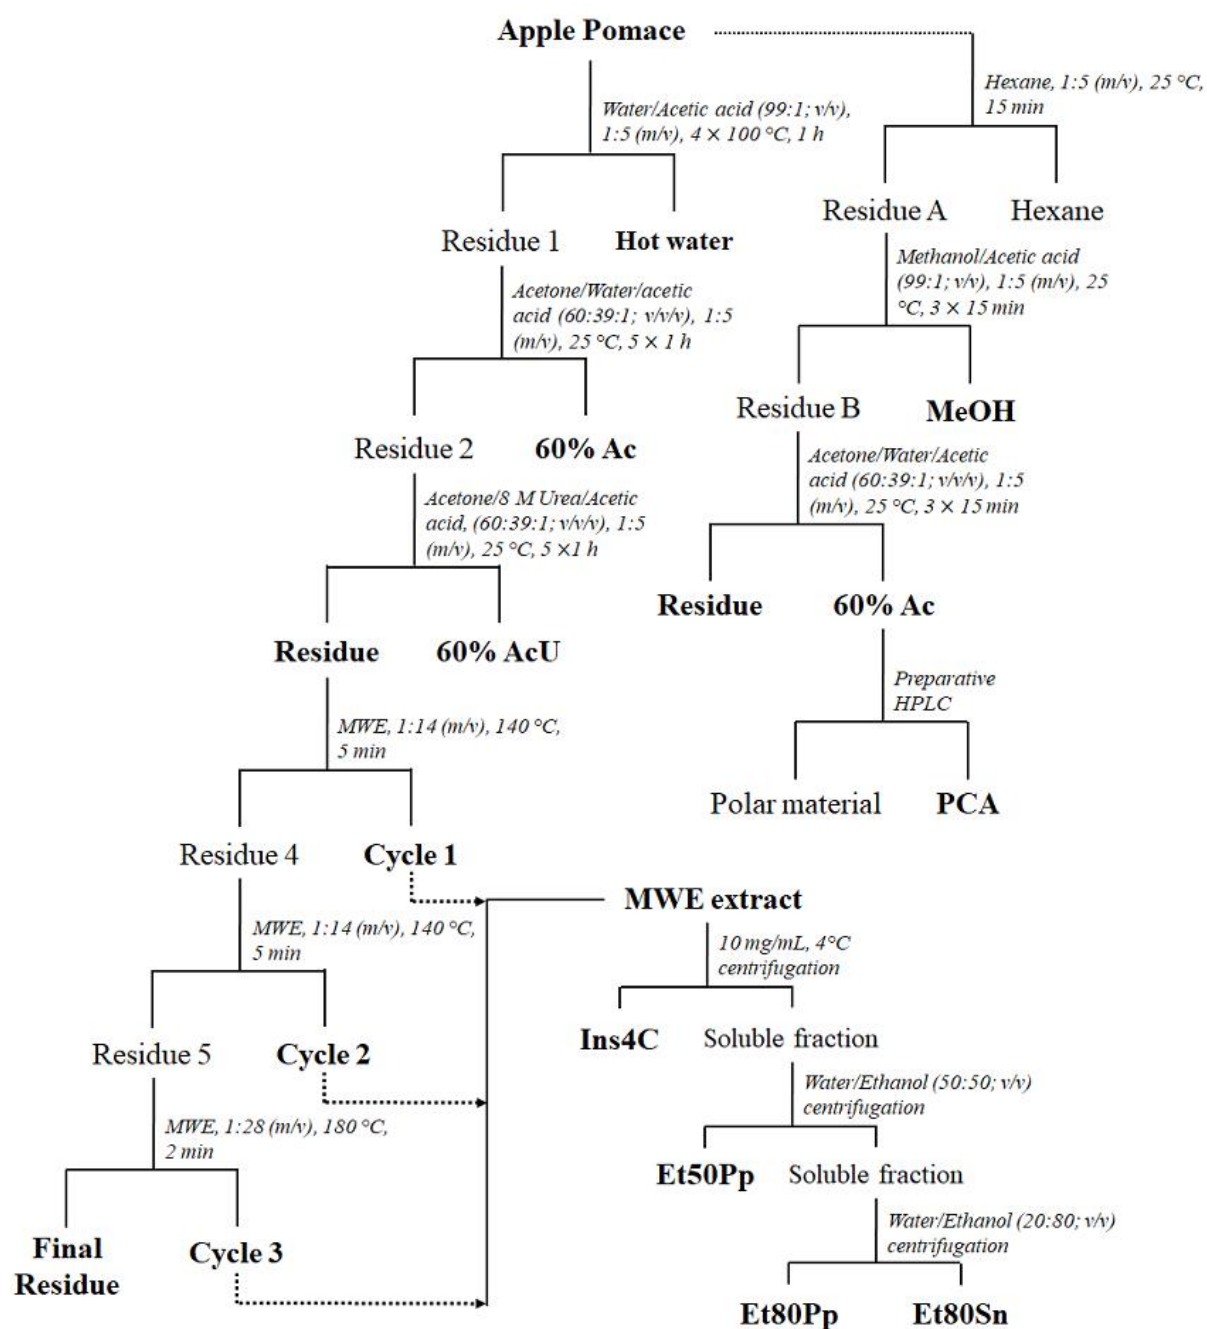 Apple Pomace
Water/Acetic acid (99:1; v/v),
1:5 (m/v), 4 × 100 °C, 1 h
Residue 1
Hot water
Acetone/Water/acetic
acid (60:39:1; v/v/v), 1:5
(m/v), 25 °C, 5 × 1 h
Residue 2
60% Ac
Acetone/8 M Urea/Acetic
acid, (60:39:1; v/v/v), 1:5
(m/v), 25 °C, 5 ×1 h
Residue
60% AcU
MWE, 1:14 (m/v), 140 °C,
5 min
Residue 4
Cycle 1
MWE, 1:14 (m/v), 140 °C,
5 min
Residue 5
Cycle 2
MWE, 1:28 (m/v), 180 °C,
2 min
Final
Residue
Cycle 3
Hexane, 1:5 (m/v), 25 °C,
15 min
Residue A
Hexane
Methanol/Acetic acid
(99:1; v/v), 1:5 (m/v), 25
°C, 3 × 15 min
Residue B
MeOH
Acetone/Water/Acetic
acid (60:39:1; v/v/v), 1:5
(m/v), 25 °C, 3 × 15 min
Residue
60% Ac
Preparative
HPLC
Polar material
PCA
MWE extract
10 mg/mL, 4°C
centrifugation
Ins4C
Soluble fraction
Water/Ethanol (50:50; v/v)
centrifugation
Et50Pp
Soluble fraction
Water/Ethanol (20:80; v/v)
centrifugation
Et80Pp
Et80Sn